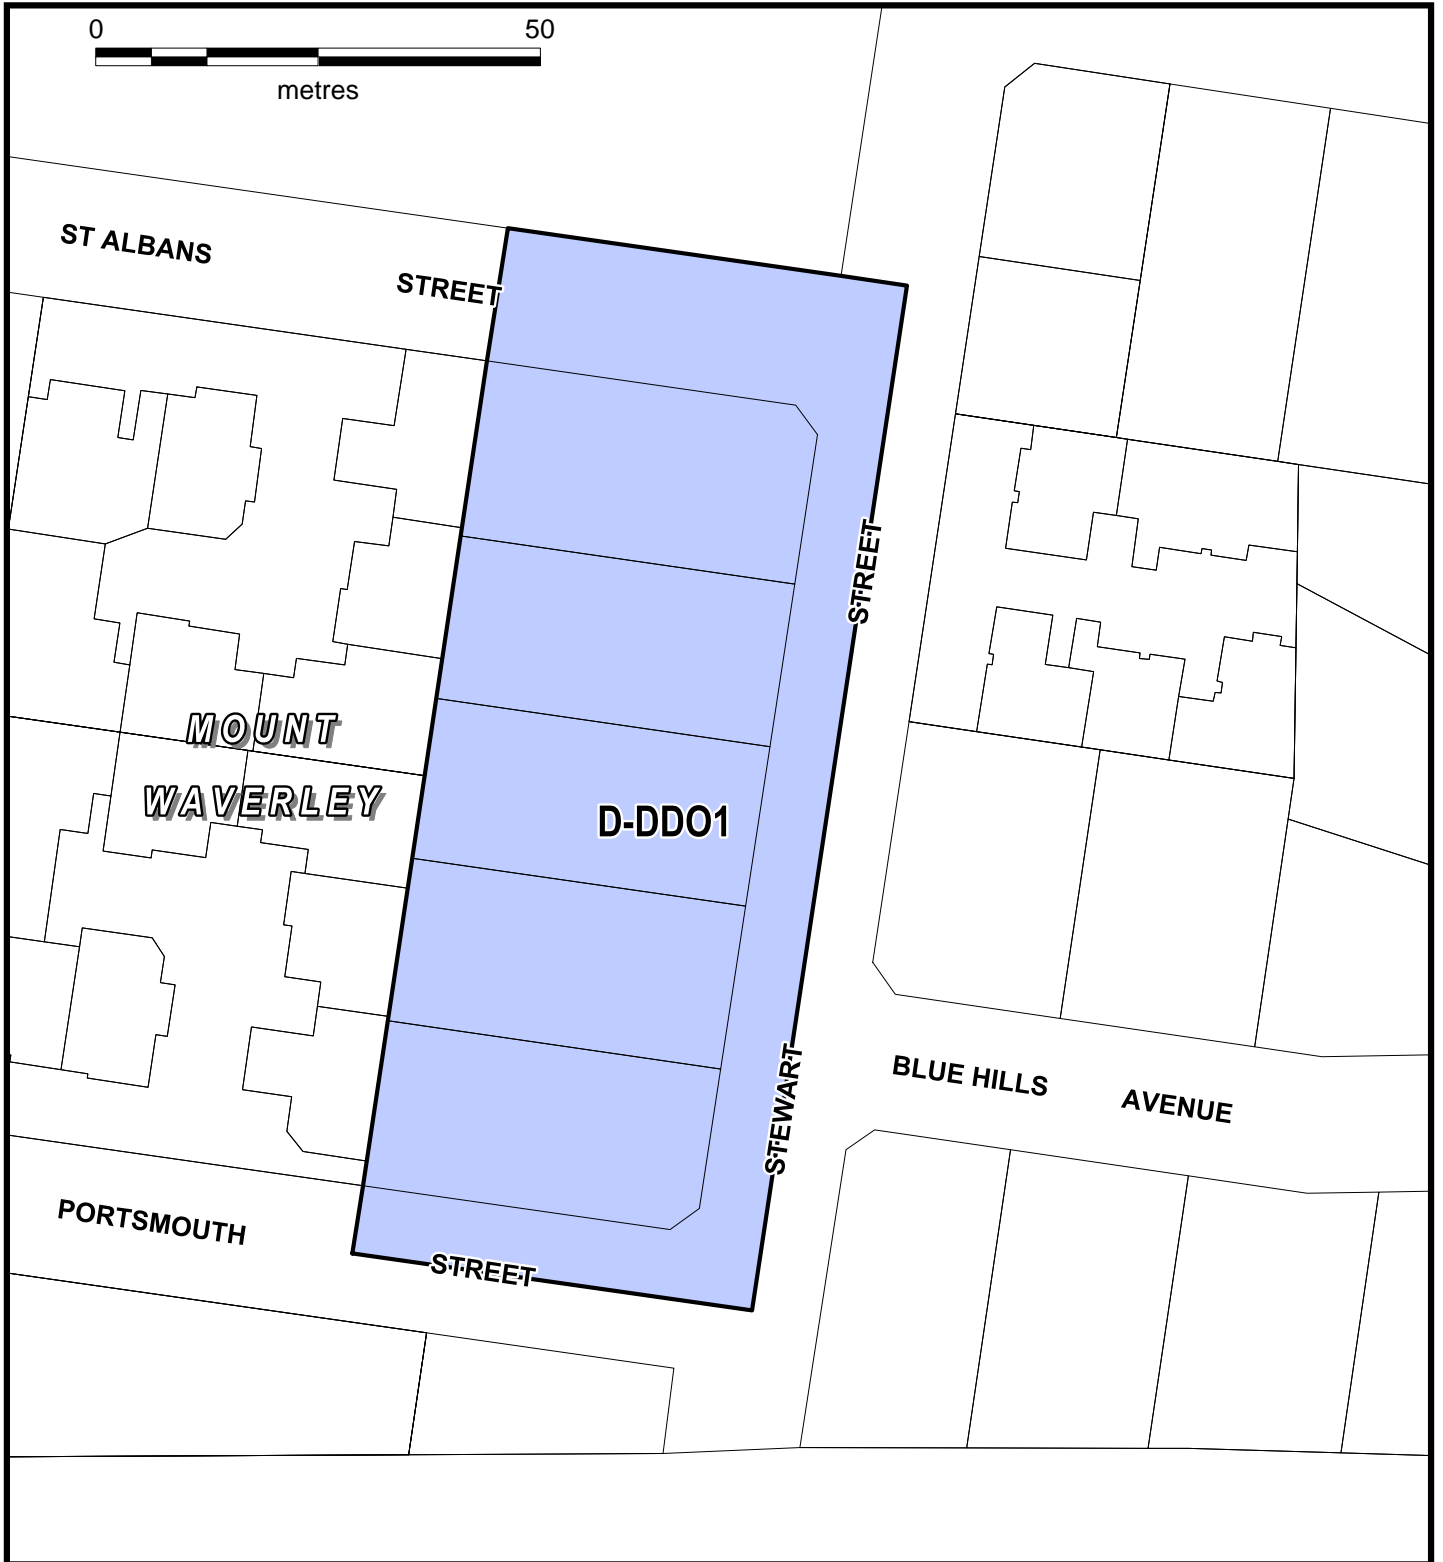 0 50
metres
ST ALBANS STREET
STREET
MOUNT
WAVERLEY
D-DDO1
STEWART
BLUE HILLS AVENUE
PORTSMOUTH STREET